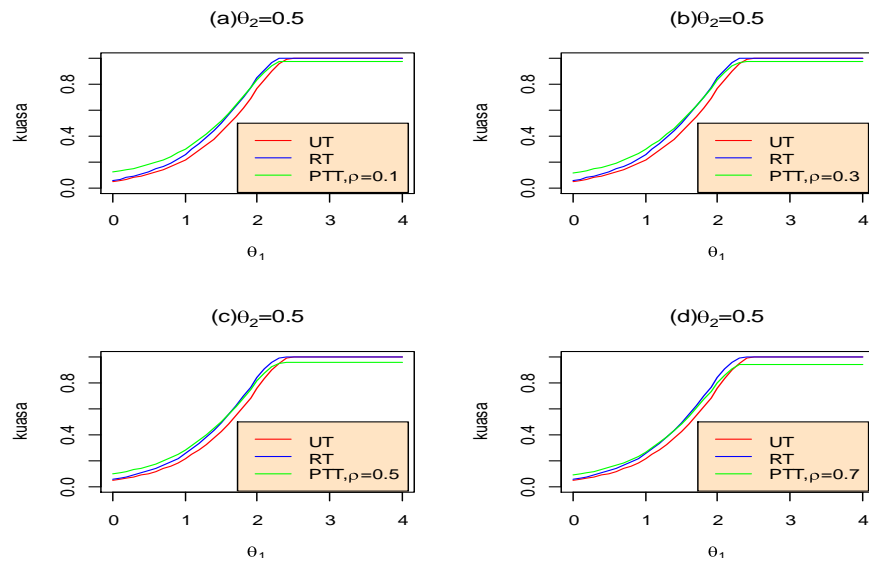 (a)θ₂=0.5
kuasa
0.8
0.4
0.0
UT
RT
PTT,ρ=0.1
0 1 2 3 4
θ₁
(b)θ₂=0.5
kuasa
0.8
0.4
0.0
UT
RT
PTT,ρ=0.3
0 1 2 3 4
θ₁
(c)θ₂=0.5
kuasa
0.8
0.4
0.0
UT
RT
PTT,ρ=0.5
0 1 2 3 4
θ₁
(d)θ₂=0.5
kuasa
0.8
0.4
0.0
UT
RT
PTT,ρ=0.7
0 1 2 3 4
θ₁